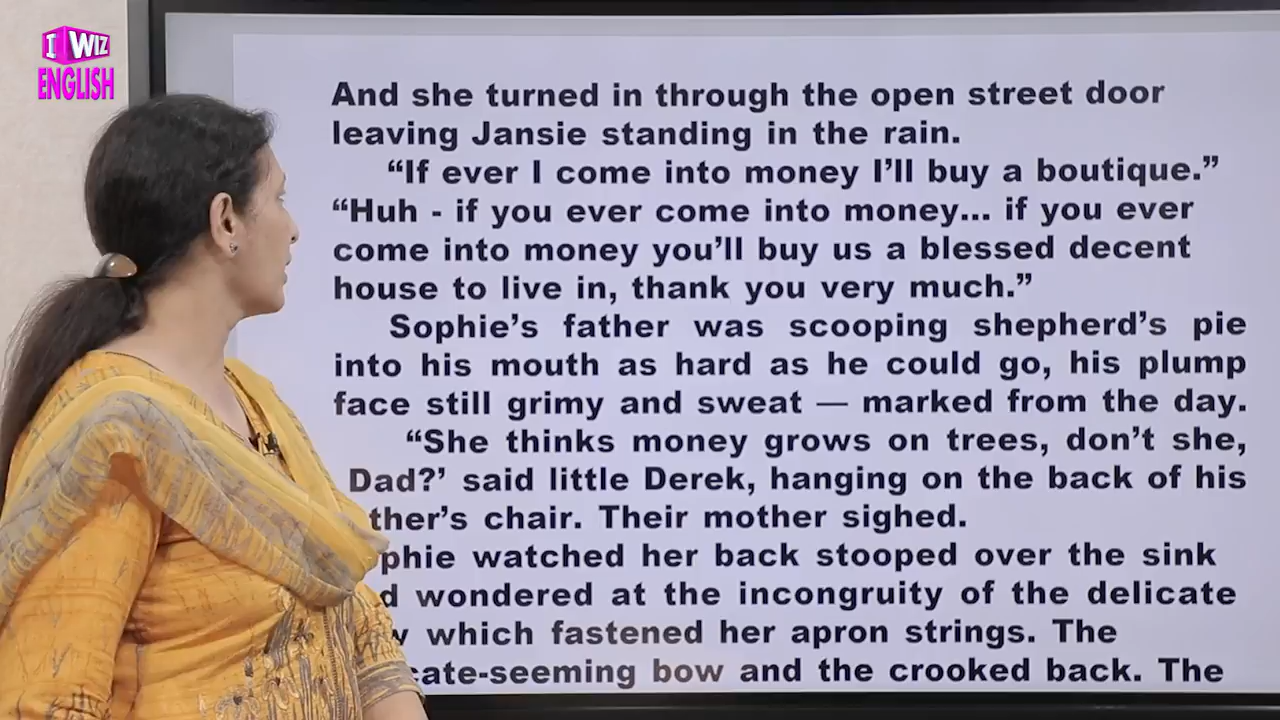 I WIZ
ENGLISH
And she turned in through the open street door
leaving Jansie standing in the rain.
“If ever I come into money I’ll buy a boutique.”
“Huh - if you ever come into money... if you ever
come into money you’ll buy us a blessed decent
house to live in, thank you very much.”
Sophie’s father was scooping shepherd’s pie
into his mouth as hard as he could go, his plump
face still grimy and sweat — marked from the day.
“She thinks money grows on trees, don’t she,
Dad?’ said little Derek, hanging on the back of his
ther’s chair. Their mother sighed.
phie watched her back stooped over the sink
d wondered at the incongruity of the delicate
which fastened her apron strings. The
cate-seeming bow and the crooked back. The